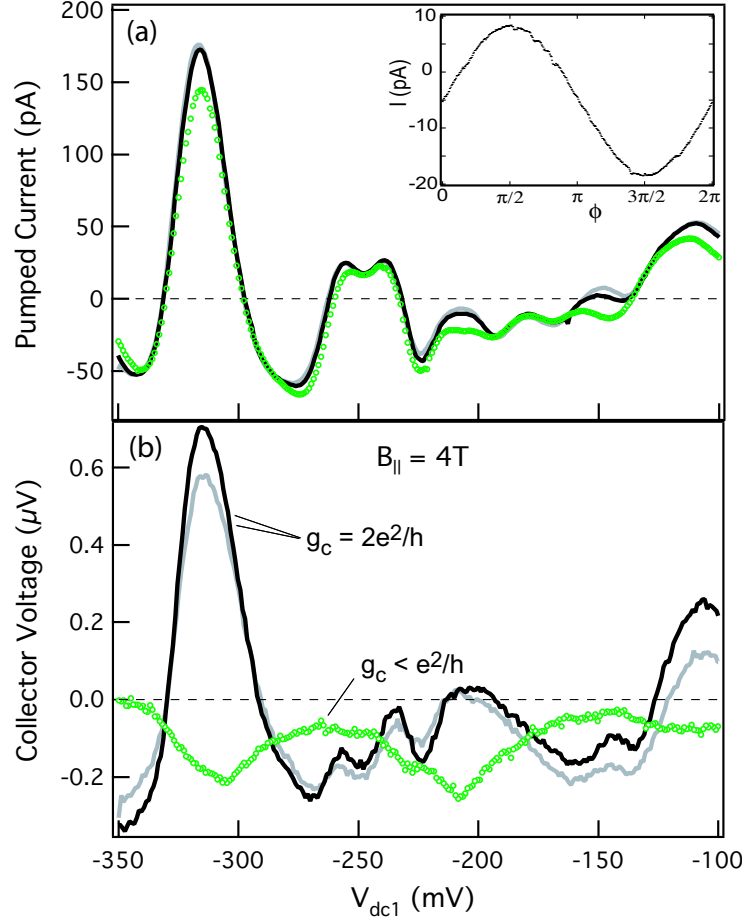 (a)
200
150
100
50
0
-50
Pumped Current (pA)
10
0
-10
-20
I (pA)
0 π/2 π 3π/2 2π
ϕ
(b)
B|| = 4T
0.6
0.4
0.2
0.0
-0.2
Collector Voltage (µV)
gc = 2e²/h
gc < e²/h
-350 -300 -250 -200 -150 -100
Vdc1 (mV)